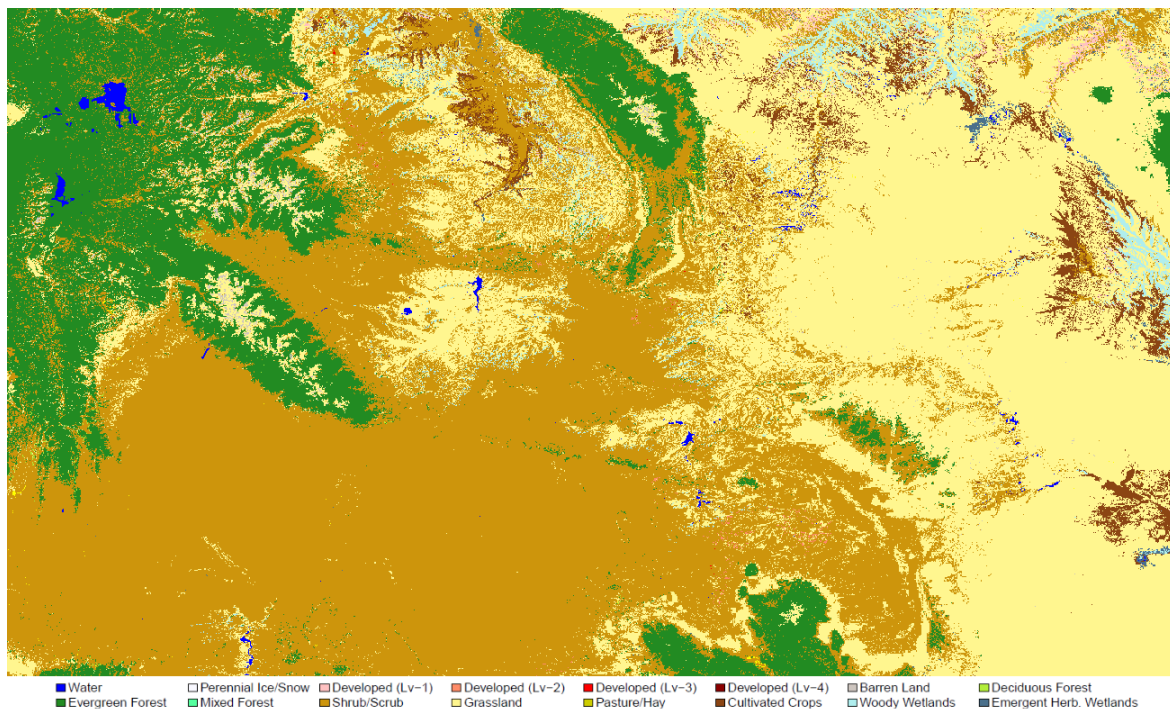 Water Perennial Ice/Snow Developed (Lv−1) Developed (Lv−2) Developed (Lv−3) Developed (Lv−4) Barren Land Deciduous Forest
Evergreen Forest Mixed Forest Shrub/Scrub Grassland Pasture/Hay Cultivated Crops Woody Wetlands Emergent Herb. Wetlands